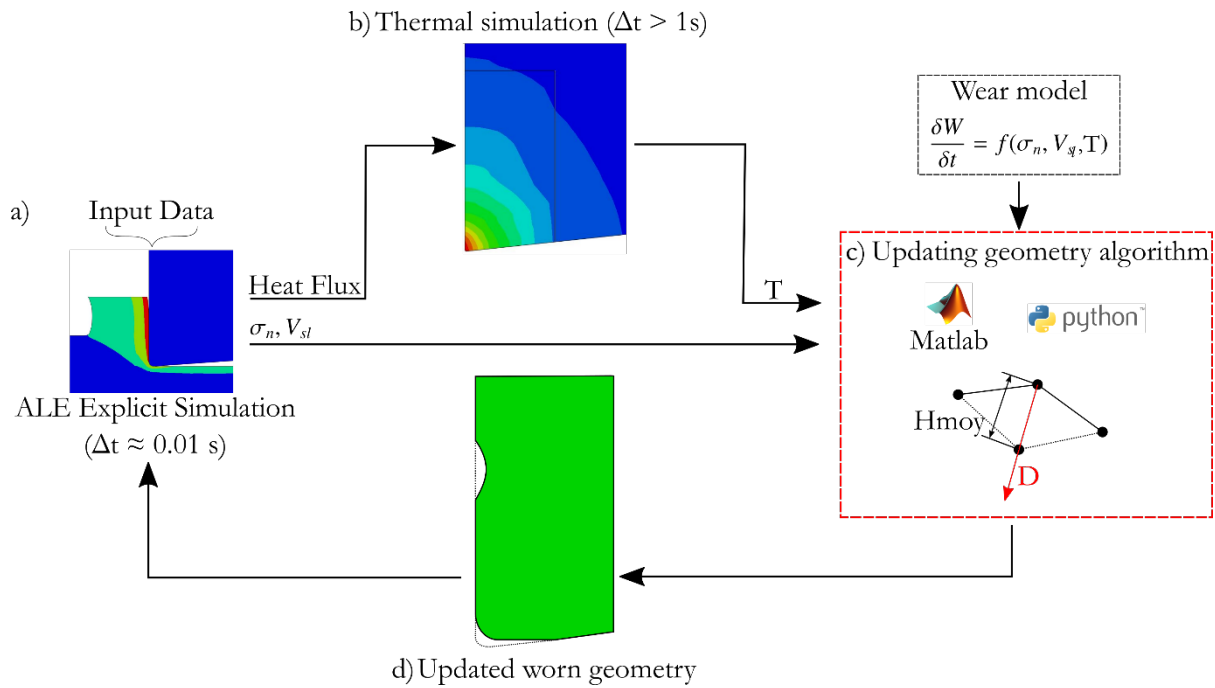 b) Thermal simulation (Δt > 1s)
Wear model
δW/δt = f(σn, Vsl,T)
a)
Input Data
c) Updating geometry algorithm
Heat Flux
T
σn, Vsl
Matlab
python™
ALE Explicit Simulation
(Δt ≈ 0.01 s)
Hmoy
D
d) Updated worn geometry